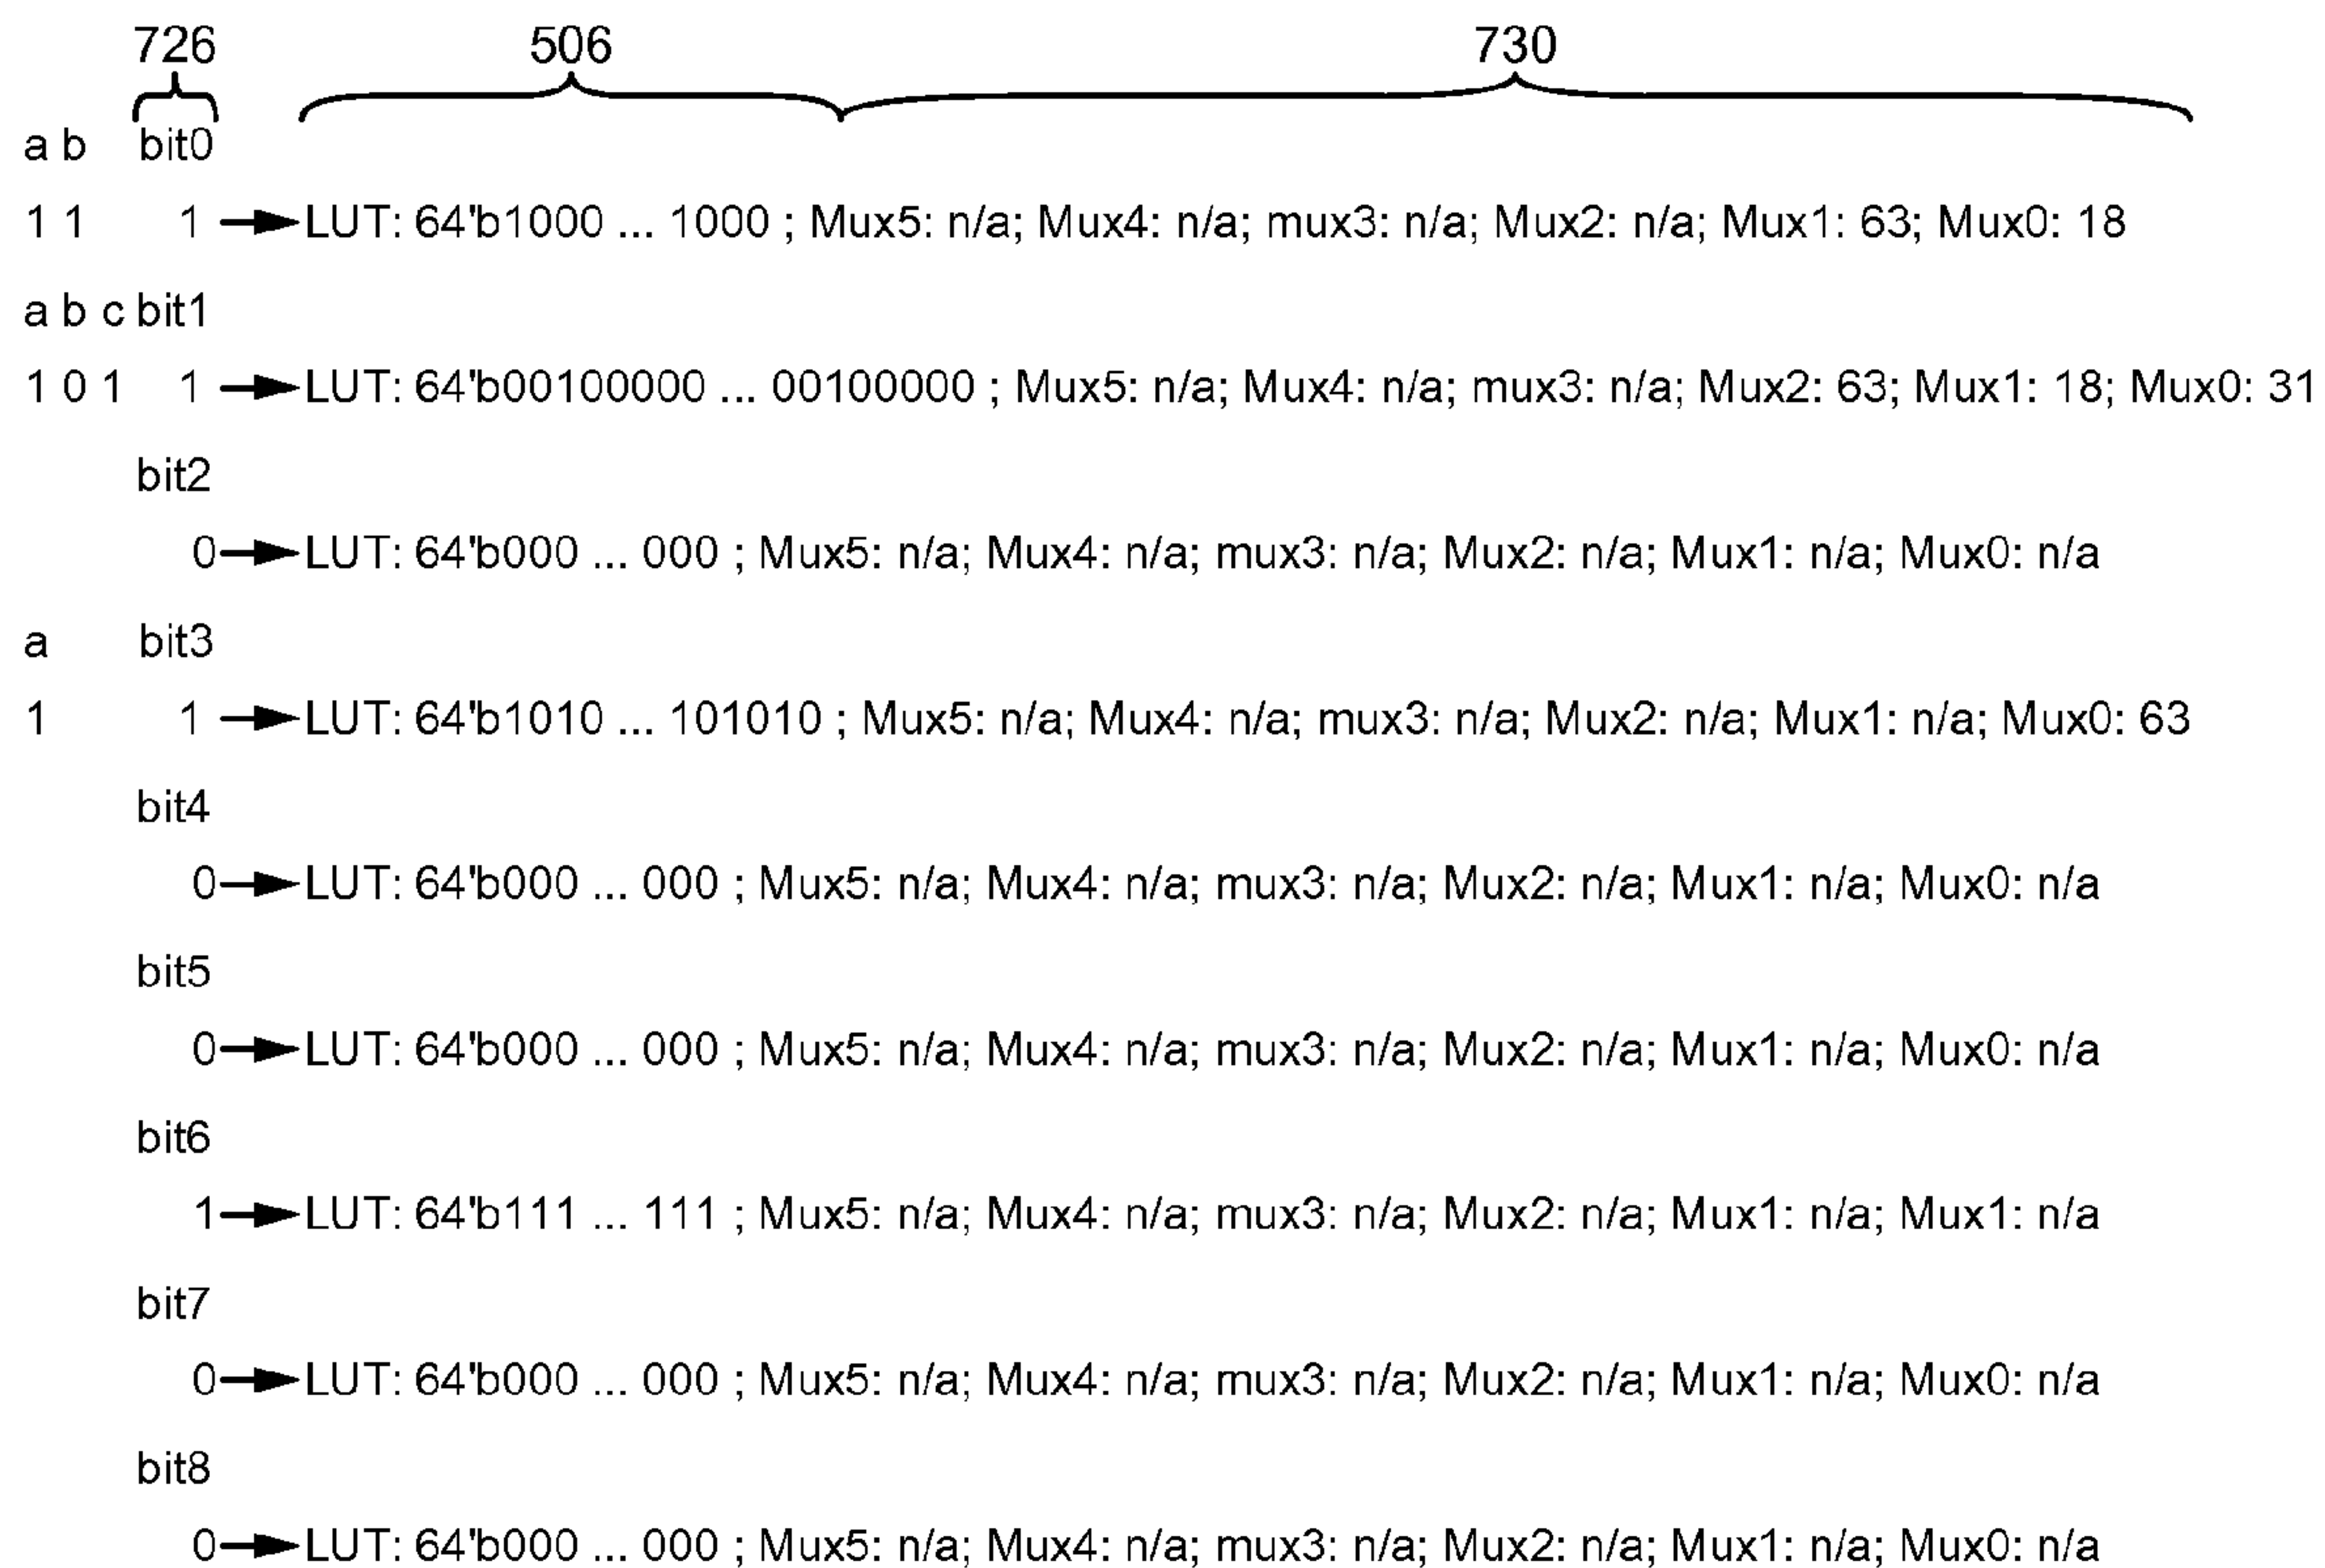 726 506 730
a b bit0
1 1 1 LUT: 64'b1000 ... 1000 ; Mux5: n/a; Mux4: n/a; mux3: n/a; Mux2: n/a; Mux1: 63; Mux0: 18
a b c bit1
1 0 1 1 LUT: 64'b00100000 ... 00100000 ; Mux5: n/a; Mux4: n/a; mux3: n/a; Mux2: 63; Mux1: 18; Mux0: 31
bit2
0 LUT: 64'b000 ... 000 ; Mux5: n/a; Mux4: n/a; mux3: n/a; Mux2: n/a; Mux1: n/a; Mux0: n/a
a bit3
1 1 LUT: 64'b1010 ... 101010 ; Mux5: n/a; Mux4: n/a; mux3: n/a; Mux2: n/a; Mux1: n/a; Mux0: 63
bit4
0 LUT: 64'b000 ... 000 ; Mux5: n/a; Mux4: n/a; mux3: n/a; Mux2: n/a; Mux1: n/a; Mux0: n/a
bit5
0 LUT: 64'b000 ... 000 ; Mux5: n/a; Mux4: n/a; mux3: n/a; Mux2: n/a; Mux1: n/a; Mux0: n/a
bit6
1 LUT: 64'b111 ... 111 ; Mux5: n/a; Mux4: n/a; mux3: n/a; Mux2: n/a; Mux1: n/a; Mux1: n/a
bit7
0 LUT: 64'b000 ... 000 ; Mux5: n/a; Mux4: n/a; mux3: n/a; Mux2: n/a; Mux1: n/a; Mux0: n/a
bit8
0 LUT: 64'b000 ... 000 ; Mux5: n/a; Mux4: n/a; mux3: n/a; Mux2: n/a; Mux1: n/a; Mux0: n/a